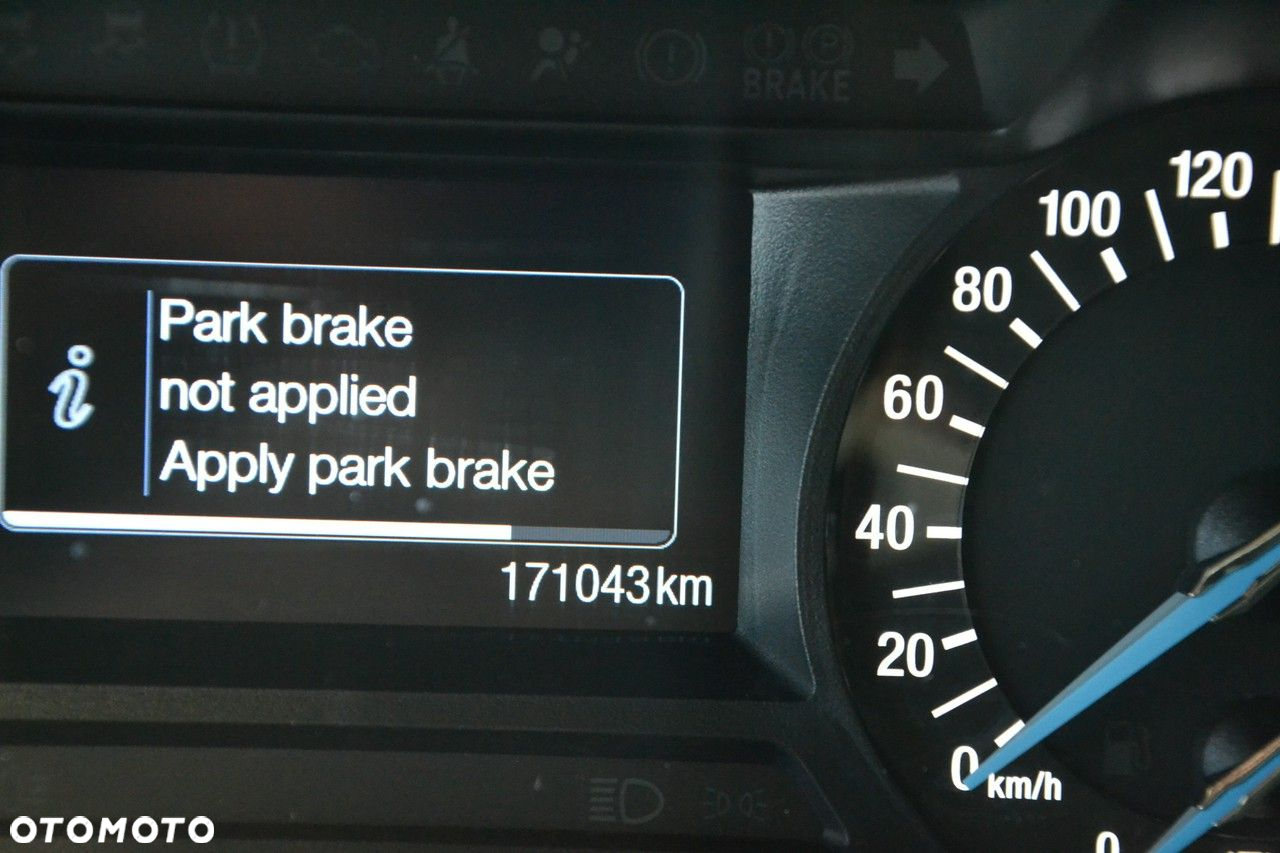 BRAKE
Park brake
not applied
Apply park brake
171043 km
120
100
80
60
40
20
0
km/h
0
OTOMOTO